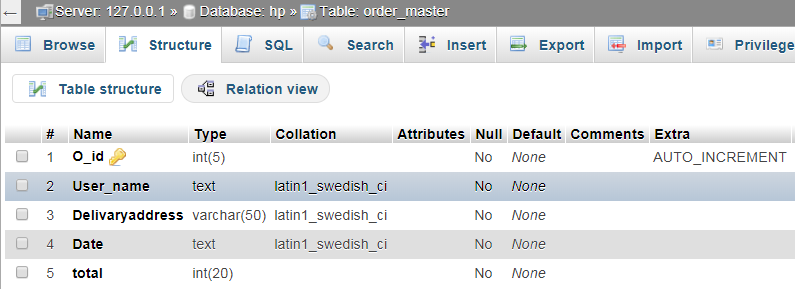 ← Server: 127.0.0.1 » Database: hp » Table: order_master
Browse Structure SQL Search Insert Export Import Privilege
Table structure Relation view
# Name Type Collation Attributes Null Default Comments Extra
1 O_id int(5) No None AUTO_INCREMENT
2 User_name text latin1_swedish_ci No None
3 Delivaryaddress varchar(50) latin1_swedish_ci No None
4 Date text latin1_swedish_ci No None
5 total int(20) No None